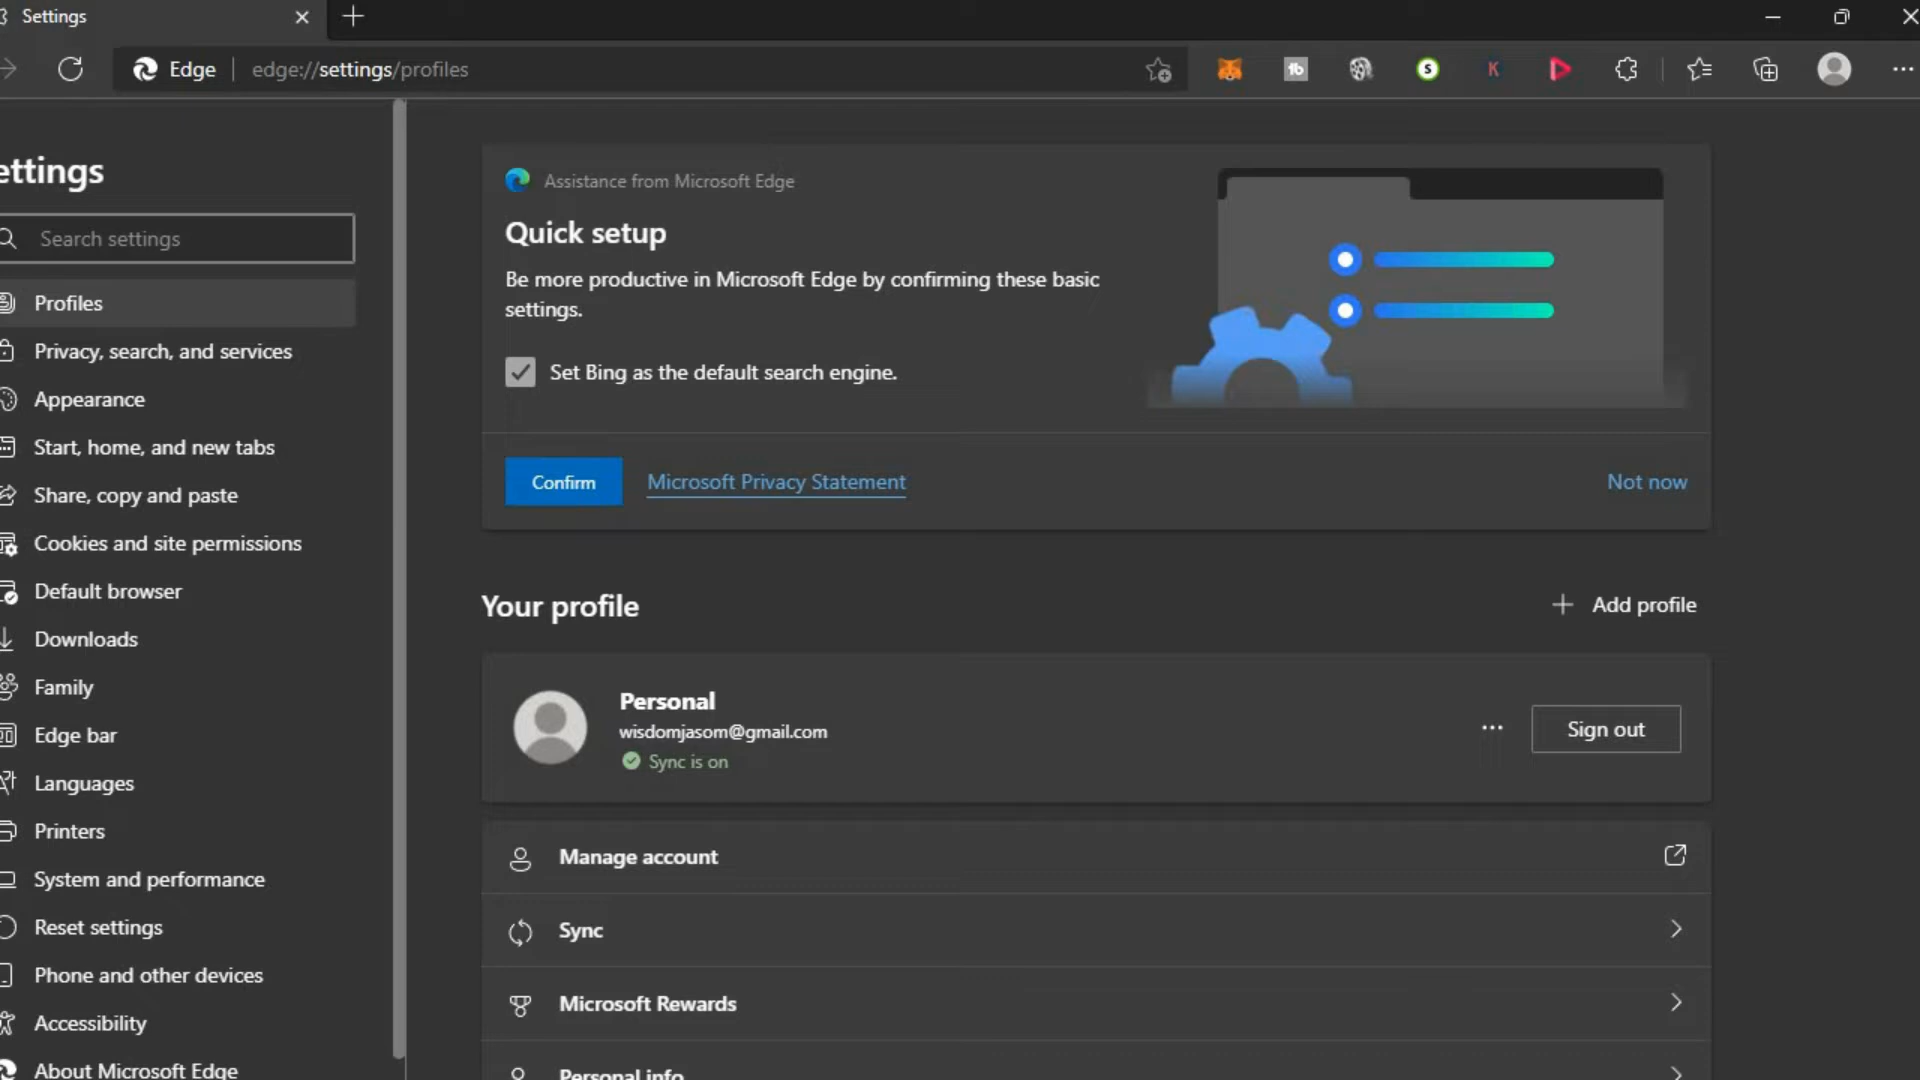 Settings
Edge
edge://settings/profiles
tb
S
K
ettings
Search settings
Profiles
Privacy, search, and services
Appearance
Start, home, and new tabs
Share, copy and paste
Cookies and site permissions
Default browser
Downloads
Family
Edge bar
Languages
Printers
System and performance
Reset settings
Phone and other devices
Accessibility
About Microsoft Edge
Assistance from Microsoft Edge
Quick setup
Be more productive in Microsoft Edge by confirming these basic
settings.
Set Bing as the default search engine.
Confirm
Microsoft Privacy Statement
Not now
Your profile
Add profile
Personal
wisdomjasom@gmail.com
Sync is on
Sign out
Manage account
Sync
Microsoft Rewards
Personal info